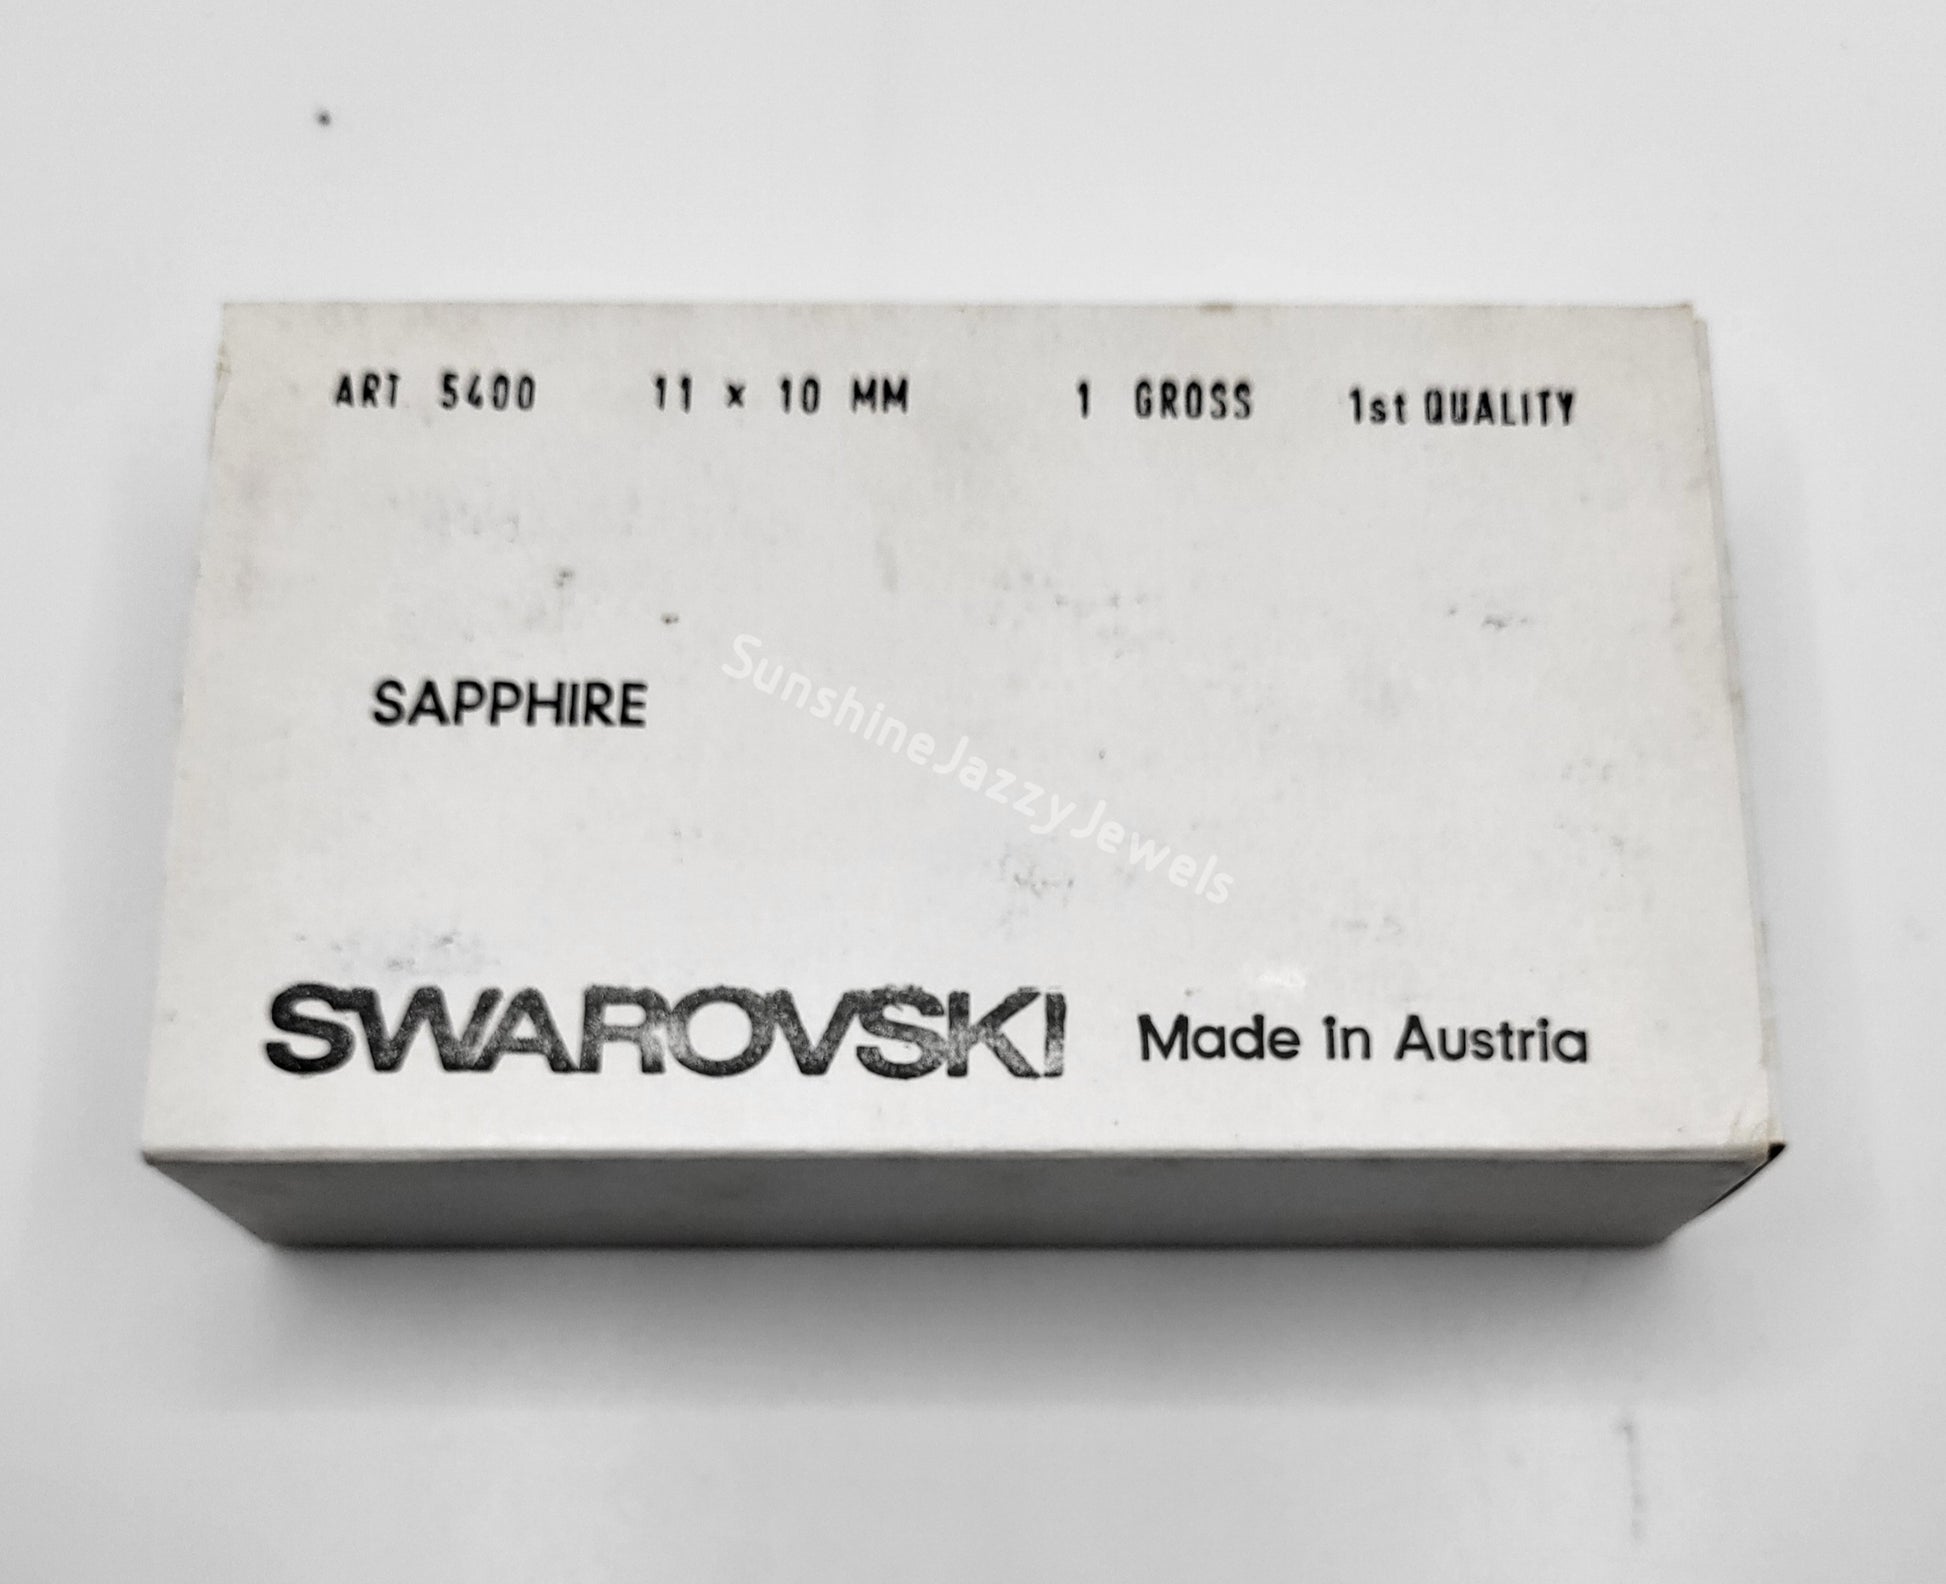 ART 5400 11 x 10 MM 1 GROSS 1st QUALITY
SAPPHIRE
SunshineJazzyJewels
SWAROVSKI Made in Austria